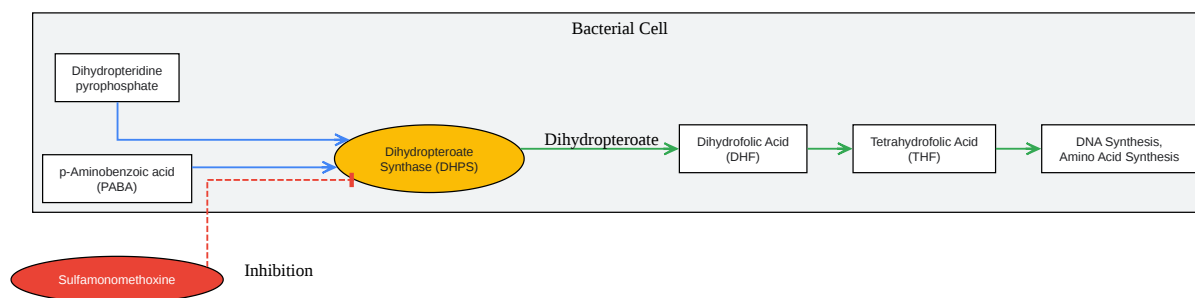 Bacterial Cell
Dihydropteridine
pyrophosphate
p-Aminobenzoic acid
(PABA)
Dihydropteroate
Synthase (DHPS)
Dihydropteroate
Dihydrofolic Acid
(DHF)
Tetrahydrofolic Acid
(THF)
DNA Synthesis,
Amino Acid Synthesis
Sulfamonomethoxine
Inhibition